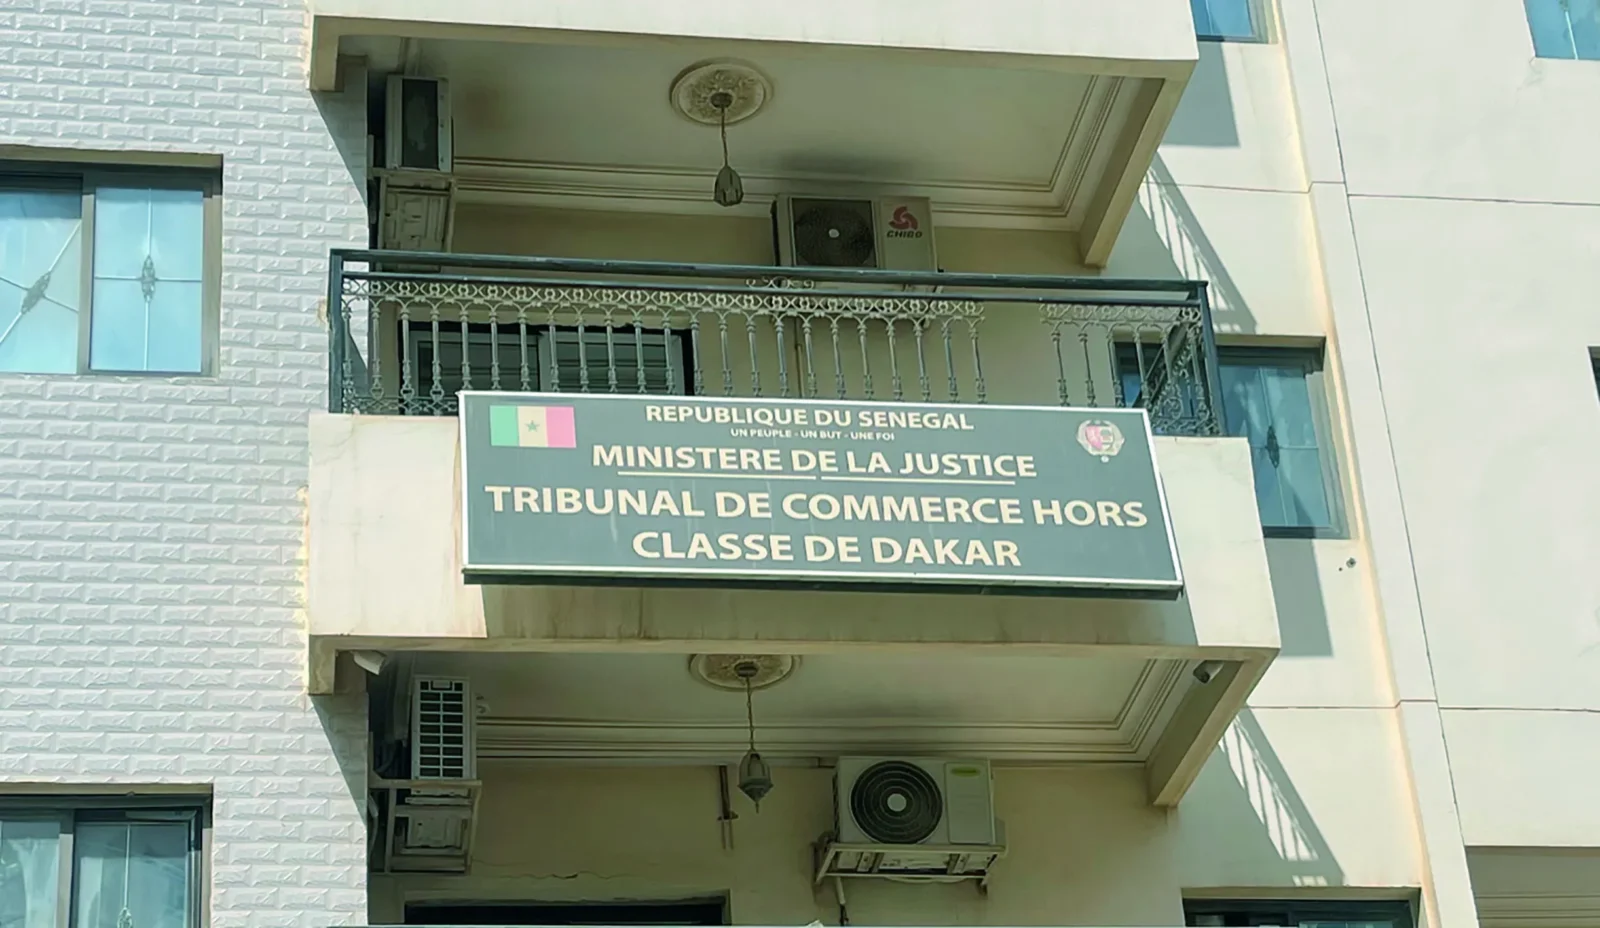 CHIGO
REPUBLIQUE DU SENEGAL
UN PEUPLE - UN BUT - UNE FOI
MINISTERE DE LA JUSTICE
TRIBUNAL DE COMMERCE HORS
CLASSE DE DAKAR